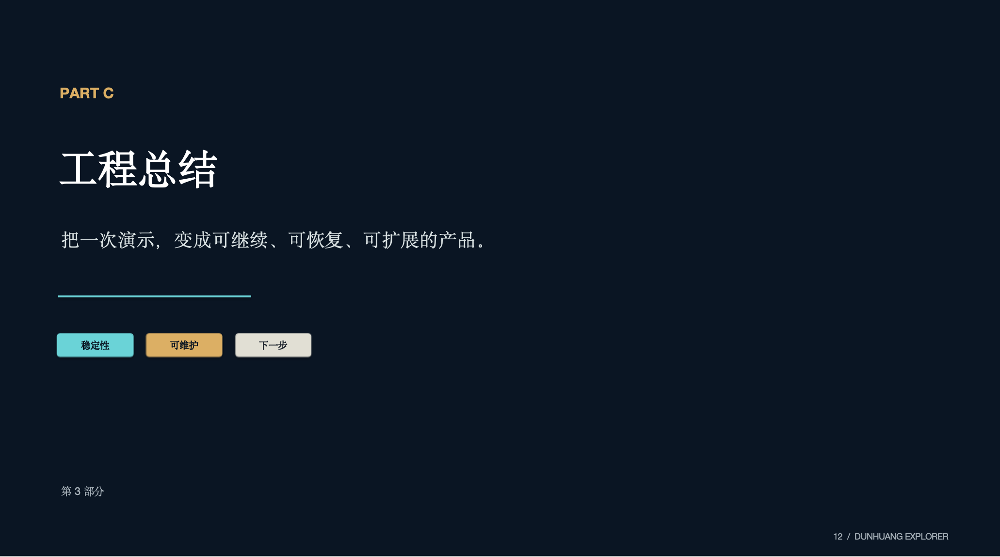 PART C
工程总结
把一次演示，变成可继续、可恢复、可扩展的产品。
稳定性
可维护
下一步
第 3 部分
12 / DUNHUANG EXPLORER